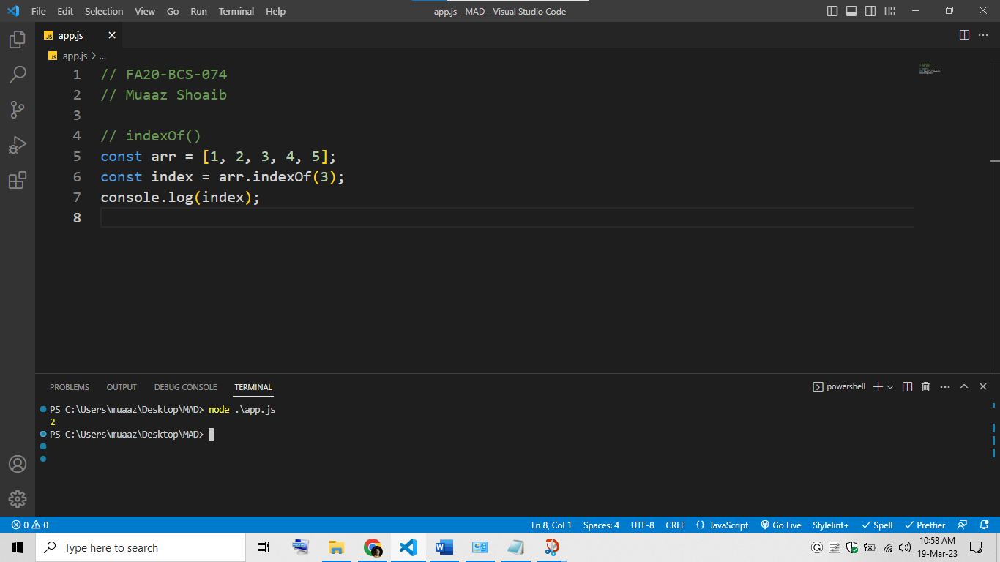 File Edit Selection View Go Run Terminal Help
app.js - MAD - Visual Studio Code
JS app.js
JS app.js > ...
1 // FA20-BCS-074
2 // Muaaz Shoaib
3
4 // indexOf()
5 const arr = [1, 2, 3, 4, 5];
6 const index = arr.indexOf(3);
7 console.log(index);
8
PROBLEMS OUTPUT DEBUG CONSOLE TERMINAL
powershell
PS C:\Users\muaaz\Desktop\MAD> node .\app.js
2
PS C:\Users\muaaz\Desktop\MAD>
0 0
Ln 8, Col 1 Spaces: 4 UTF-8 CRLF {} JavaScript Go Live Stylelint+ Spell Prettier
Type here to search
10:58 AM
19-Mar-23